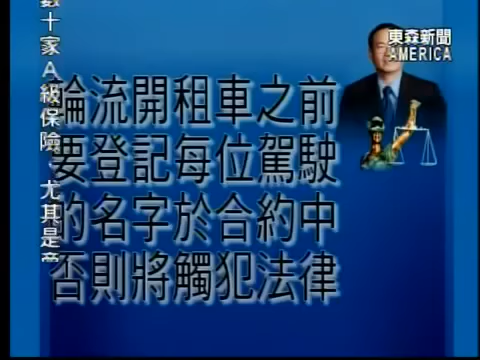 東森新聞
AMERICA
輪流開租車之前
要登記每位駕駛
的名字於合約中
否則將觸犯法律
十家A級保險、尤其是